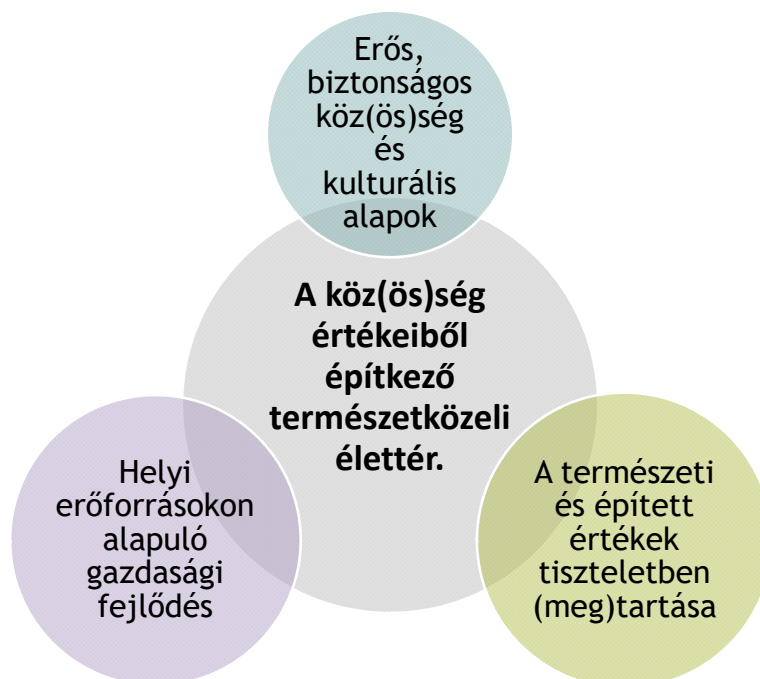 Erős,
biztonságos
köz(ös)ség
és
kulturális
alapok
A köz(ös)ség
értékeiből
építkező
természetközeli
élettér.
Helyi
erőforrásokon
alapuló
gazdasági
fejlődés
A természeti
és épített
értékek
tiszteletben
(meg)tartása